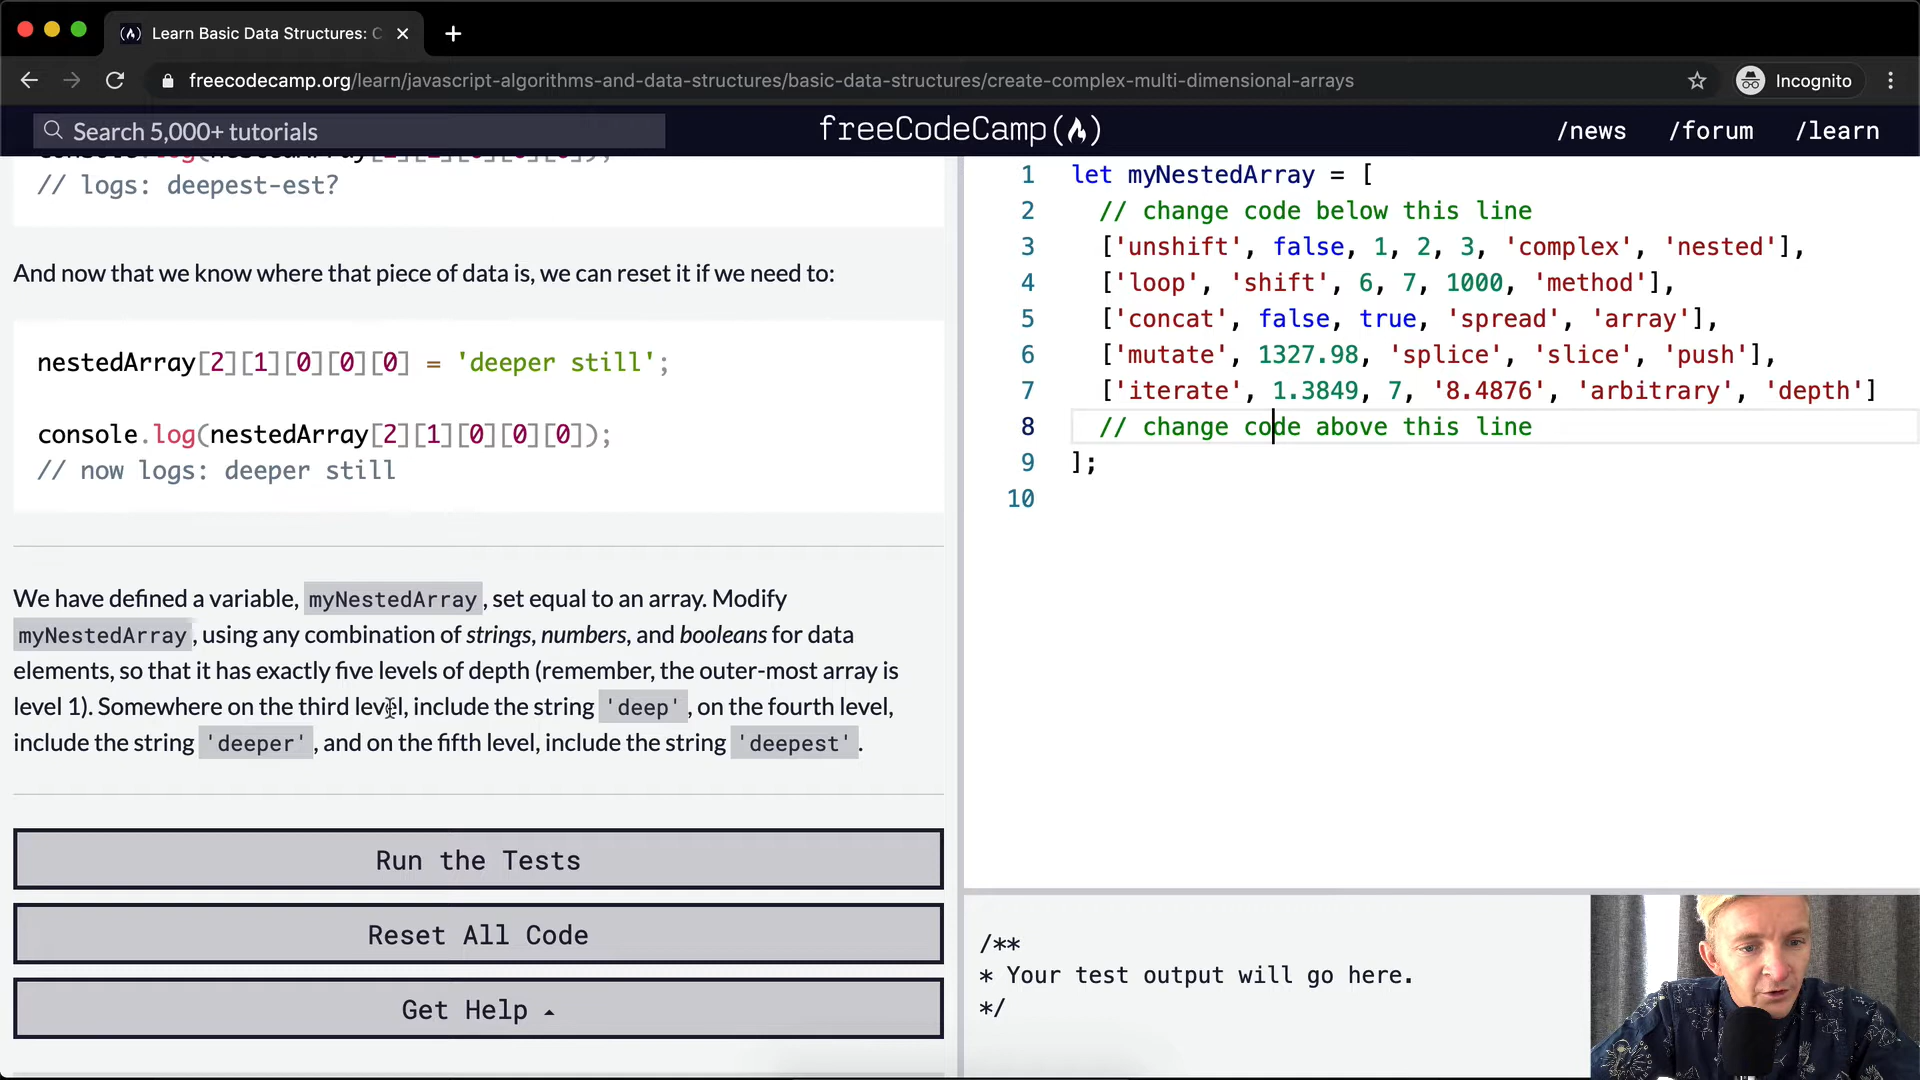 Learn Basic Data Structures: C
freecodecamp.org/learn/javascript-algorithms-and-data-structures/basic-data-structures/create-complex-multi-dimensional-arrays
Incognito
Search 5,000+ tutorials
freeCodeCamp
/news /forum /learn
console.log(nestedArray[2][1][0][0][0]);
// logs: deepest-est?
And now that we know where that piece of data is, we can reset it if we need to:
nestedArray[2][1][0][0][0] = 'deeper still';
console.log(nestedArray[2][1][0][0][0]);
// now logs: deeper still
We have defined a variable, myNestedArray, set equal to an array. Modify
myNestedArray, using any combination of strings, numbers, and booleans for data
elements, so that it has exactly five levels of depth (remember, the outer-most array is
level 1). Somewhere on the third level, include the string 'deep', on the fourth level,
include the string 'deeper', and on the fifth level, include the string 'deepest'.
Run the Tests
Reset All Code
Get Help
1 let myNestedArray = [
2 // change code below this line
3 ['unshift', false, 1, 2, 3, 'complex', 'nested'],
4 ['loop', 'shift', 6, 7, 1000, 'method'],
5 ['concat', false, true, 'spread', 'array'],
6 ['mutate', 1327.98, 'splice', 'slice', 'push'],
7 ['iterate', 1.3849, 7, '8.4876', 'arbitrary', 'depth']
8 // change code above this line
9 ];
10
/**
* Your test output will go here.
*/